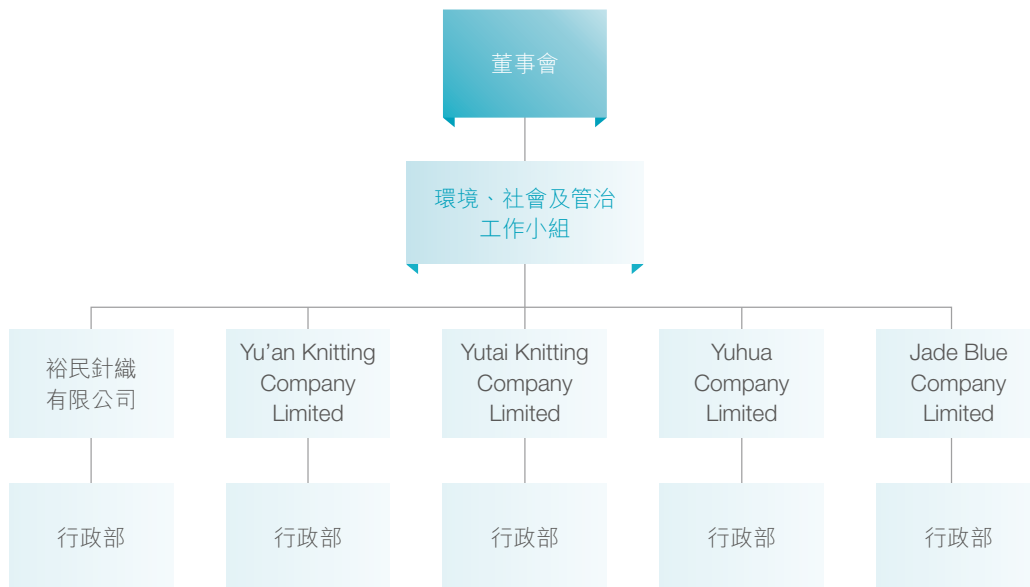 董事會
環境、社會及管治
工作小組
裕民針織
有限公司
Yu’an Knitting
Company
Limited
Yutai Knitting
Company
Limited
Yuhua
Company
Limited
Jade Blue
Company
Limited
行政部
行政部
行政部
行政部
行政部